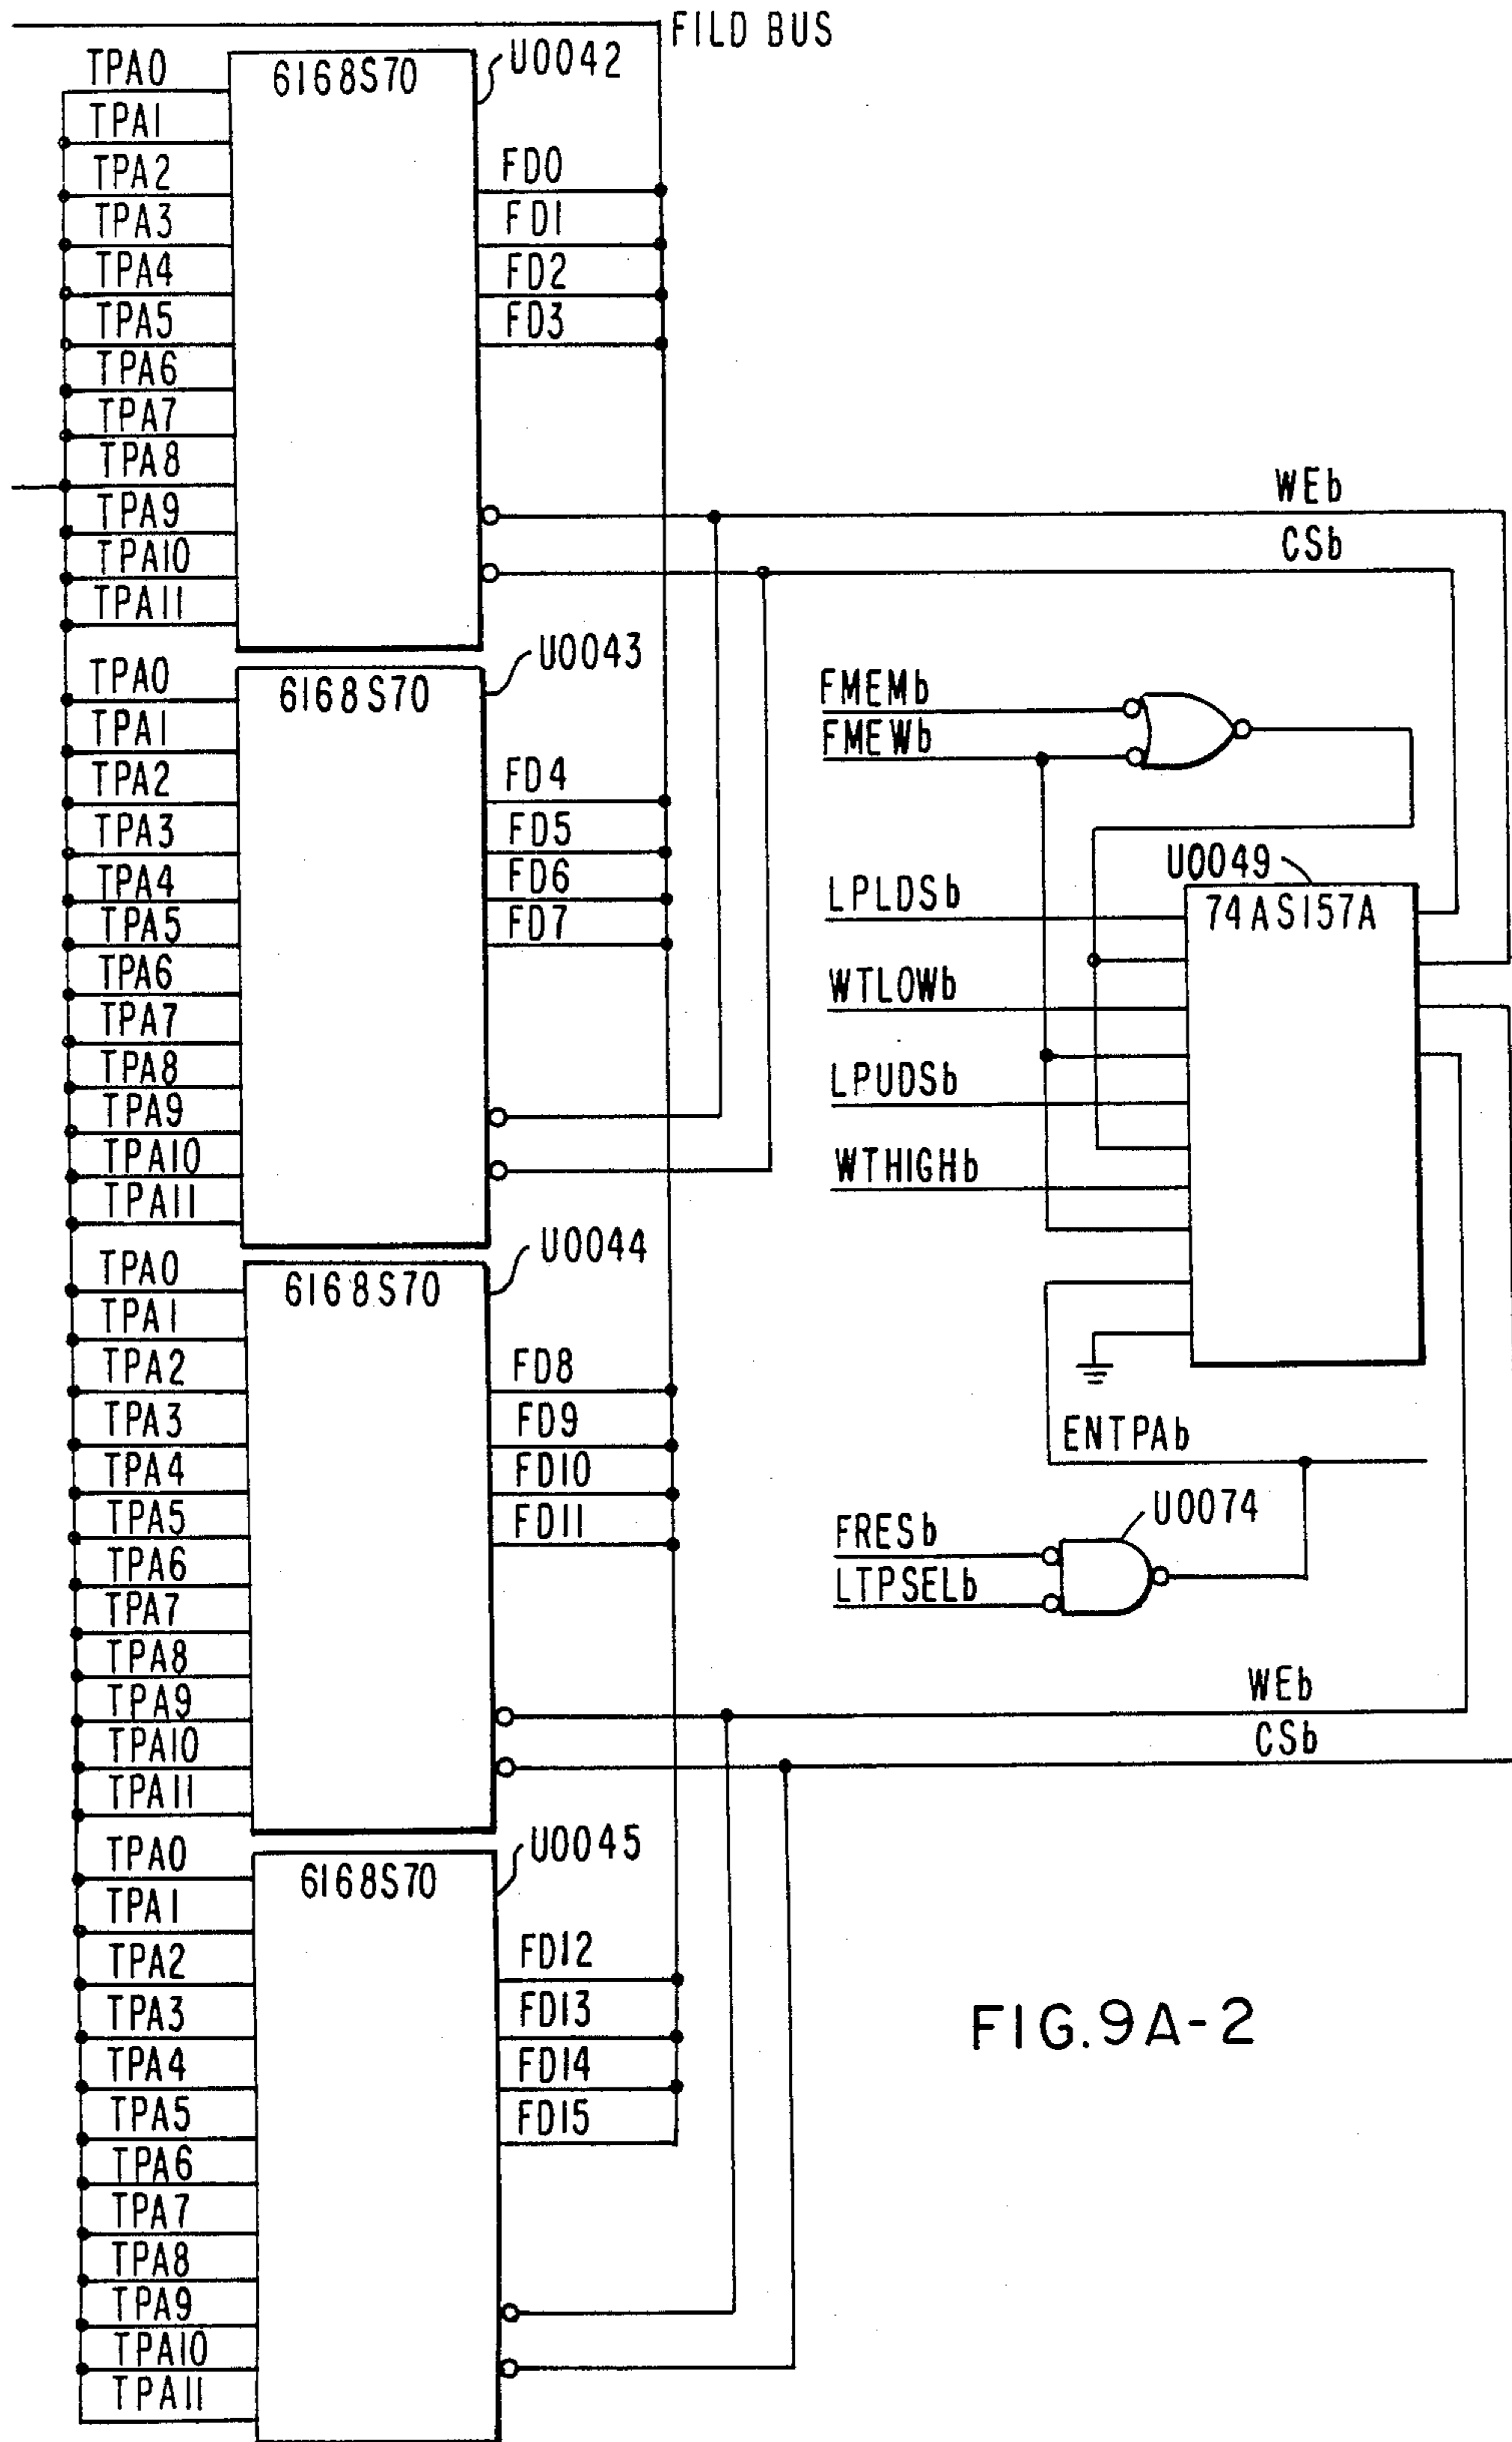 FILD BUS
U0042
6168S70
TPA0
TPA1
TPA2
TPA3
TPA4
TPA5
TPA6
TPA7
TPA8
TPA9
TPA10
TPA11
FD0
FD1
FD2
FD3
WEb
CSb
U0043
6168S70
TPA0
TPA1
TPA2
TPA3
TPA4
TPA5
TPA6
TPA7
TPA8
TPA9
TPA10
TPA11
FD4
FD5
FD6
FD7
FMEMb
FMEWb
U0049
74AS157A
LPLDSb
WTLOWb
LPUDSb
WTHIGHb
ENTPAb
U0074
FRESb
LTPSELb
U0044
6168S70
TPA0
TPA1
TPA2
TPA3
TPA4
TPA5
TPA6
TPA7
TPA8
TPA9
TPA10
TPA11
FD8
FD9
FD10
FD11
WEb
CSb
U0045
6168S70
TPA0
TPA1
TPA2
TPA3
TPA4
TPA5
TPA6
TPA7
TPA8
TPA9
TPA10
TPA11
FD12
FD13
FD14
FD15
FIG.9A-2